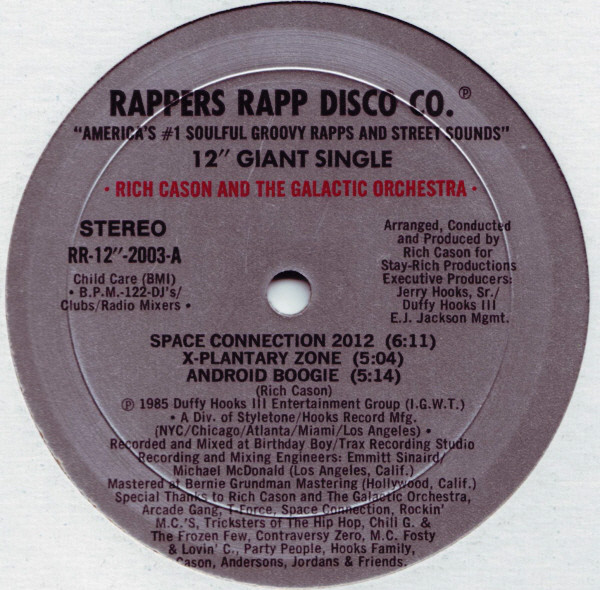 RAPPERS RAPP DISCO CO.℗
"AMERICA'S #1 SOULFUL GROOVY RAPPS AND STREET SOUNDS"
12" GIANT SINGLE
· RICH CASON AND THE GALACTIC ORCHESTRA ·
STEREO
RR-12"-2003-A
Child Care (BMI)
• B.P.M.-122-DJ's/
Clubs/Radio Mixers •
Arranged, Conducted
and Produced by
Rich Cason for
Stay-Rich Productions
Executive Producers:
Jerry Hooks, Sr./
Duffy Hooks III
E.J. Jackson Mgmt.
SPACE CONNECTION 2012 (6:11)
X-PLANTARY ZONE (5:04)
ANDROID BOOGIE (5:14)
(Rich Cason)
℗ 1985 Duffy Hooks III Entertainment Group (I.G.W.T.)
• A Div. of Styletone/Hooks Record Mfg.
(NYC/Chicago/Atlanta/Miami/Los Angeles) •
Recorded and Mixed at Birthday Boy/Trax Recording Studio
Recording and Mixing Engineers: Emmitt Sinaird/
Michael McDonald (Los Angeles, Calif.)
Mastered at Bernie Grundman Mastering (Hollywood, Calif.)
Special Thanks to Rich Cason and The Galactic Orchestra,
Arcade Gang, T Force, Space Connection, Rockin'
M.C.'S, Tricksters of The Hip Hop, Chill G. &
The Frozen Few, Contraversy Zero, M.C. Fosty
& Lovin' C., Party People, Hooks Family,
Cason, Andersons, Jordans & Friends.